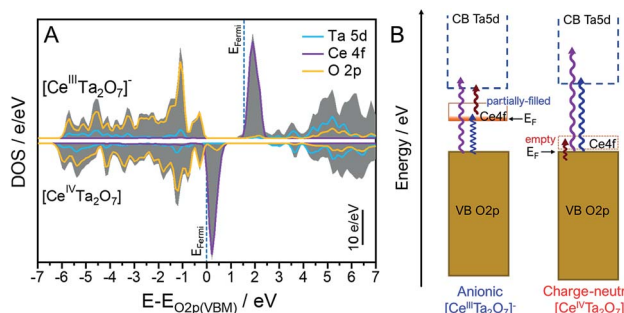 A
E_Fermi
Ta 5d
Ce 4f
O 2p
[Ce^III Ta₂O₇]⁻
[Ce^IV Ta₂O₇]
E_Fermi
10 e/eV
DOS / e/eV
-7 -6 -5 -4 -3 -2 -1 0 1 2 3 4 5 6 7
E-E_O2p(VBM) / eV
B
Energy / eV
CB Ta5d
partially-filled
Ce4f
E_F
VB O2p
Anionic
[Ce^III Ta₂O₇]⁻
CB Ta5d
empty
Ce4f
E_F
VB O2p
Charge-neutr
[Ce^IV Ta₂O₇]